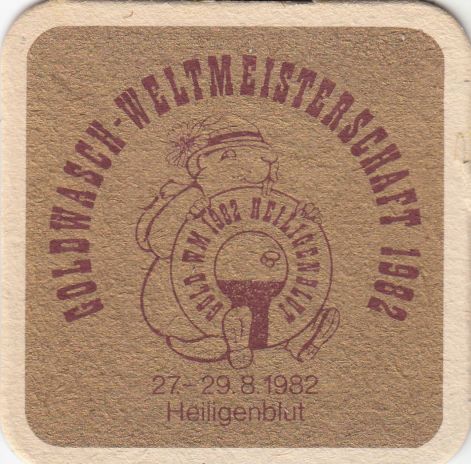 GOLDWASCH-WELTMEISTERSCHAFT 1982
GOLD WM 1982 HEILIGENBLUT
27-29.8.1982
Heiligenblut